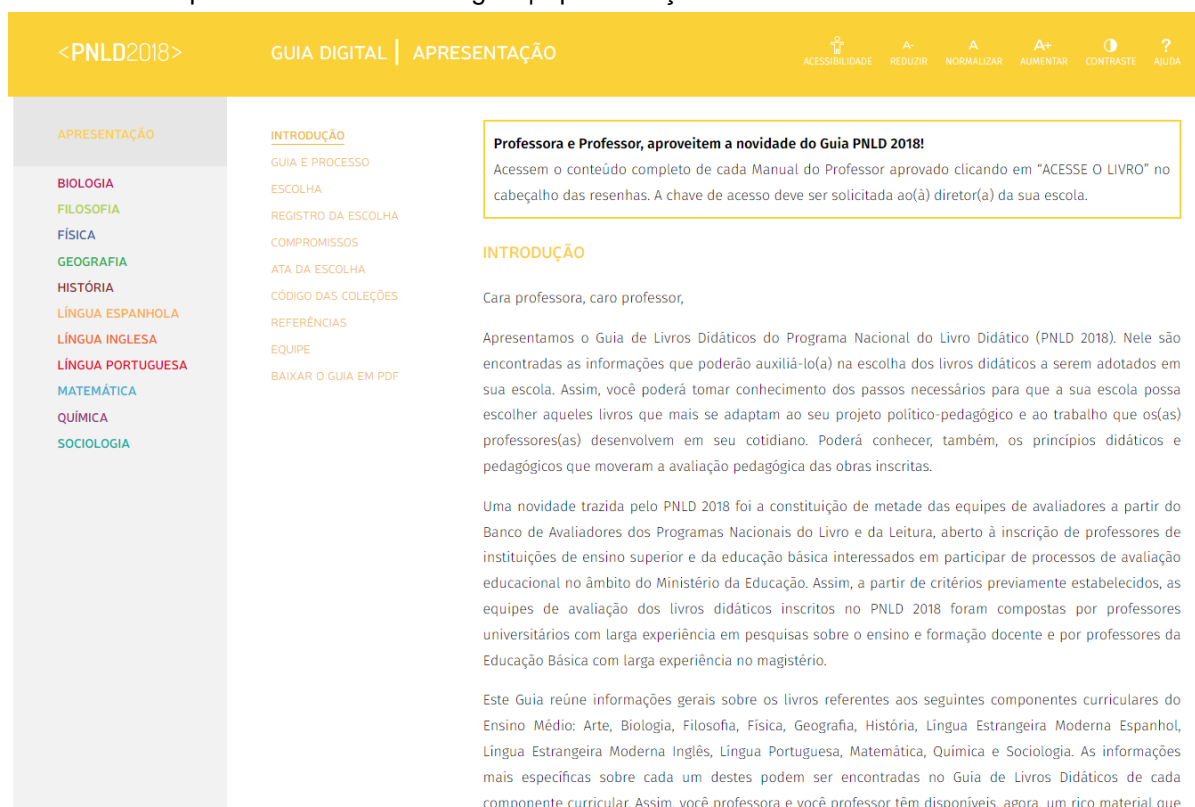 <PNLD2018>
GUIA DIGITAL | APRESENTAÇÃO
ACESSIBILIDADE
A-
REDUZIR
A
NORMALIZAR
A+
AUMENTAR
CONTRASTE
?
AJUDA
APRESENTAÇÃO
BIOLOGIA
FILOSOFIA
FÍSICA
GEOGRAFIA
HISTÓRIA
LÍNGUA ESPANHOLA
LÍNGUA INGLESA
LÍNGUA PORTUGUESA
MATEMÁTICA
QUÍMICA
SOCIOLOGIA
INTRODUÇÃO
GUIA E PROCESSO
ESCOLHA
REGISTRO DA ESCOLHA
COMPROMISSOS
ATA DA ESCOLHA
CÓDIGO DAS COLEÇÕES
REFERÊNCIAS
EQUIPE
BAIXAR O GUIA EM PDF
Professora e Professor, aproveitem a novidade do Guia PNLD 2018!
Acessem o conteúdo completo de cada Manual do Professor aprovado clicando em “ACESSE O LIVRO” no
cabeçalho das resenhas. A chave de acesso deve ser solicitada ao(à) diretor(a) da sua escola.
INTRODUÇÃO
Cara professora, caro professor,
Apresentamos o Guia de Livros Didáticos do Programa Nacional do Livro Didático (PNLD 2018). Nele são
encontradas as informações que poderão auxiliá-lo(a) na escolha dos livros didáticos a serem adotados em
sua escola. Assim, você poderá tomar conhecimento dos passos necessários para que a sua escola possa
escolher aqueles livros que mais se adaptam ao seu projeto político-pedagógico e ao trabalho que os(as)
professores(as) desenvolvem em seu cotidiano. Poderá conhecer, também, os princípios didáticos e
pedagógicos que moveram a avaliação pedagógica das obras inscritas.
Uma novidade trazida pelo PNLD 2018 foi a constituição de metade das equipes de avaliadores a partir do
Banco de Avaliadores dos Programas Nacionais do Livro e da Leitura, aberto à inscrição de professores de
instituições de ensino superior e da educação básica interessados em participar de processos de avaliação
educacional no âmbito do Ministério da Educação. Assim, a partir de critérios previamente estabelecidos, as
equipes de avaliação dos livros didáticos inscritos no PNLD 2018 foram compostas por professores
universitários com larga experiência em pesquisas sobre o ensino e formação docente e por professores da
Educação Básica com larga experiência no magistério.
Este Guia reúne informações gerais sobre os livros referentes aos seguintes componentes curriculares do
Ensino Médio: Arte, Biologia, Filosofia, Física, Geografia, História, Língua Estrangeira Moderna Espanhol,
Língua Estrangeira Moderna Inglês, Língua Portuguesa, Matemática, Química e Sociologia. As informações
mais específicas sobre cada um destes podem ser encontradas no Guia de Livros Didáticos de cada
componente curricular. Assim, você professora e você professor têm disponíveis, agora, um rico material que